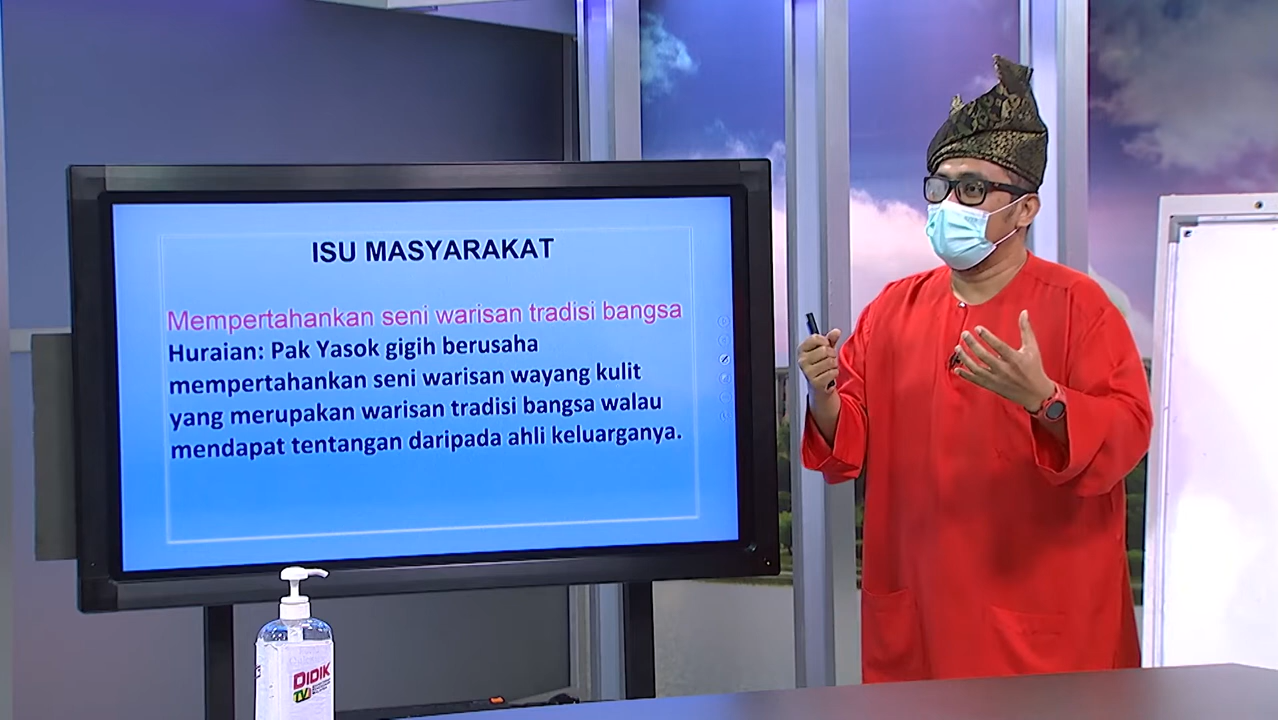 ISU MASYARAKAT
Mempertahankan seni warisan tradisi bangsa
Huraian: Pak Yasok gigih berusaha
mempertahankan seni warisan wayang kulit
yang merupakan warisan tradisi bangsa walau
mendapat tentangan daripada ahli keluarganya.
DIDIK
TV